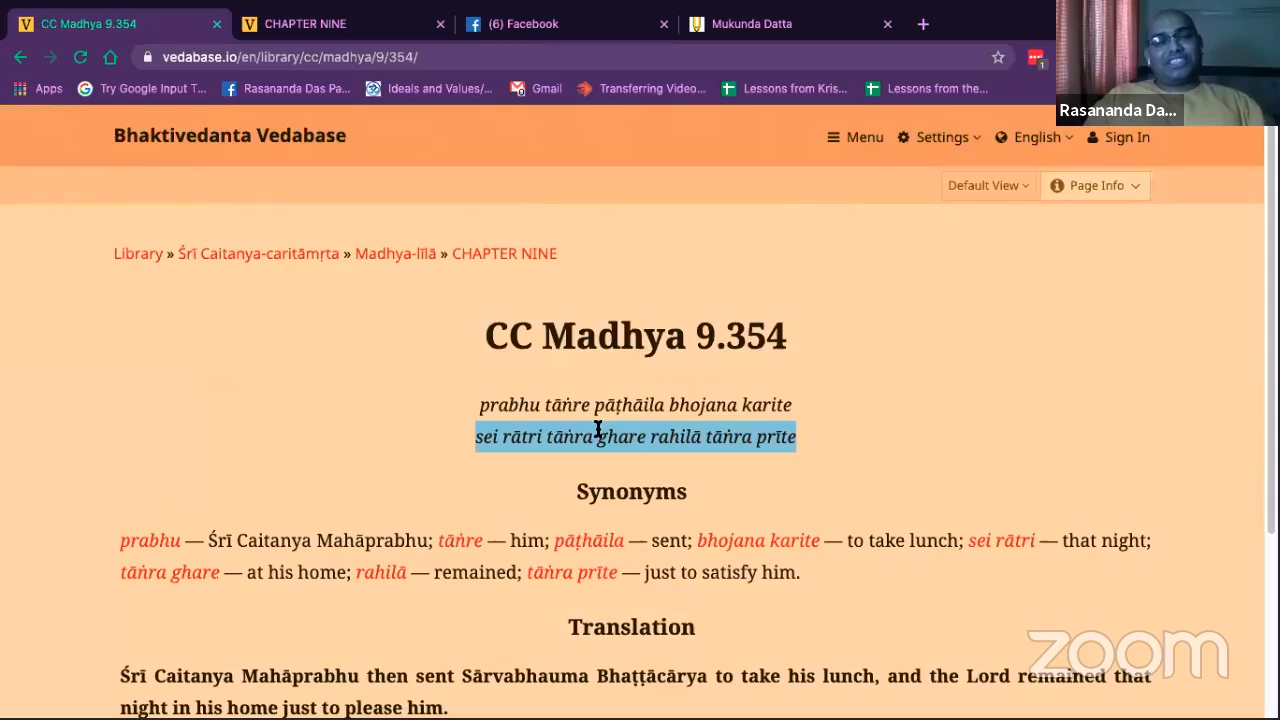 CC Madhya 9.354
CHAPTER NINE
(6) Facebook
Mukunda Datta
vedabase.io/en/library/cc/madhya/9/354/
1
Apps
Try Google Input T...
Rasananda Das Pa...
Ideals and Values/...
Gmail
Transferring Video...
Lessons from Kris...
Lessons from the...
Rasananda Da...
Bhaktivedanta Vedabase
Menu
Settings
English
Sign In
Default View
Page Info
Library » Śrī Caitanya-caritāmṛta » Madhya-līlā » CHAPTER NINE
CC Madhya 9.354
prabhu tāṅre pāṭhāila bhojana karite
sei rātri tāṅra ghare rahilā tāṅra prīte
Synonyms
prabhu — Śrī Caitanya Mahāprabhu; tāṅre — him; pāṭhāila — sent; bhojana karite — to take lunch; sei rātri — that night;
tāṅra ghare — at his home; rahilā — remained; tāṅra prīte — just to satisfy him.
Translation
Śrī Caitanya Mahāprabhu then sent Sārvabhauma Bhaṭṭācārya to take his lunch, and the Lord remained that
night in his home just to please him.
zoom